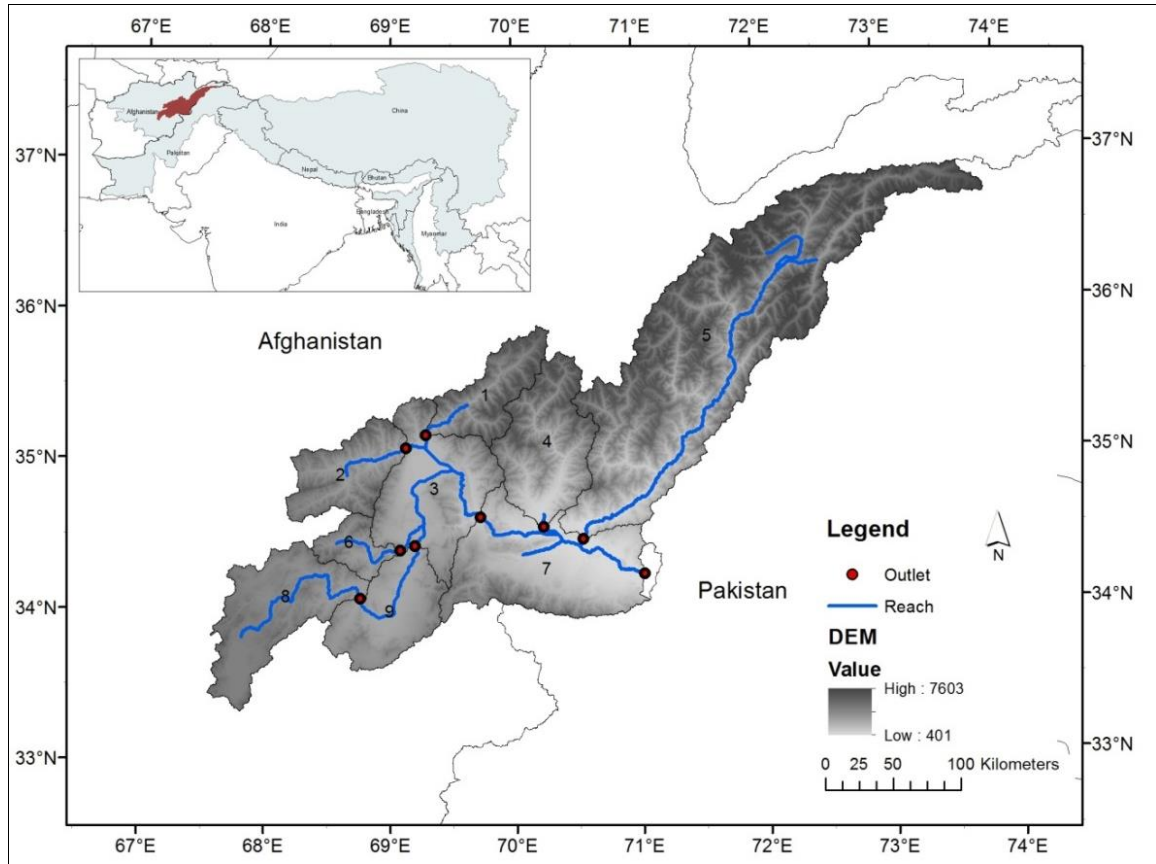 67°E 68°E 69°E 70°E 71°E 72°E 73°E 74°E
Afghanistan
China
Pakistan
Nepal
Bhutan
Bangladesh
India
Myanmar
37°N 37°N
36°N 36°N
Afghanistan
5
1
4
35°N 35°N
2
3
6
7
8
9
34°N 34°N
Pakistan
33°N 33°N
N
Legend
Outlet
Reach
DEM
Value
High : 7603
Low : 401
0 25 50 100 Kilometers
67°E 68°E 69°E 70°E 71°E 72°E 73°E 74°E